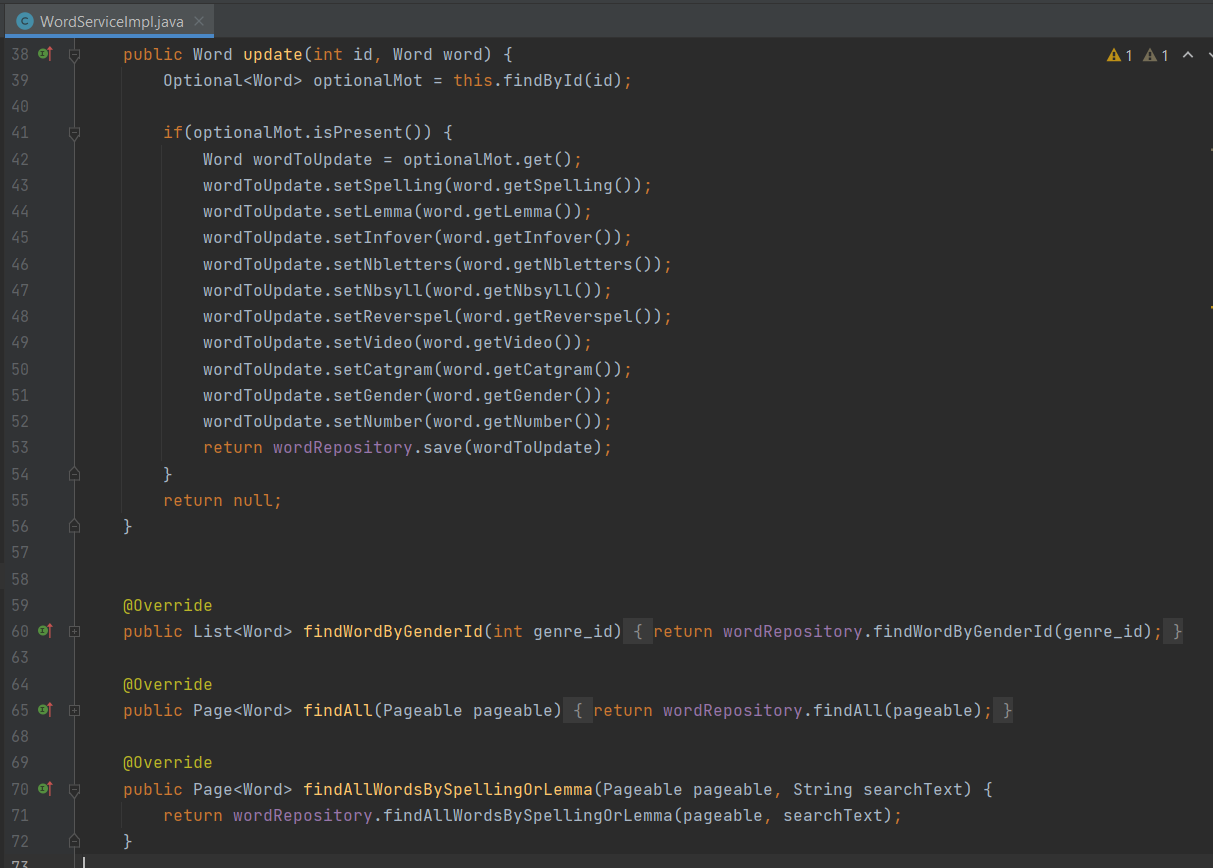 WordServiceImpl.java
38 public Word update(int id, Word word) {
1 1
39 Optional<Word> optionalMot = this.findById(id);
40
41 if(optionalMot.isPresent()) {
42 Word wordToUpdate = optionalMot.get();
43 wordToUpdate.setSpelling(word.getSpelling());
44 wordToUpdate.setLemma(word.getLemma());
45 wordToUpdate.setInfover(word.getInfover());
46 wordToUpdate.setNbletters(word.getNbletters());
47 wordToUpdate.setNbsyll(word.getNbsyll());
48 wordToUpdate.setReverspel(word.getReverspel());
49 wordToUpdate.setVideo(word.getVideo());
50 wordToUpdate.setCatgram(word.getCatgram());
51 wordToUpdate.setGender(word.getGender());
52 wordToUpdate.setNumber(word.getNumber());
53 return wordRepository.save(wordToUpdate);
54 }
55 return null;
56 }
57
58
59 @Override
60 public List<Word> findWordByGenderId(int genre_id) { return wordRepository.findWordByGenderId(genre_id); }
63
64 @Override
65 public Page<Word> findAll(Pageable pageable) { return wordRepository.findAll(pageable); }
68
69 @Override
70 public Page<Word> findAllWordsBySpellingOrLemma(Pageable pageable, String searchText) {
71 return wordRepository.findAllWordsBySpellingOrLemma(pageable, searchText);
72 }
73